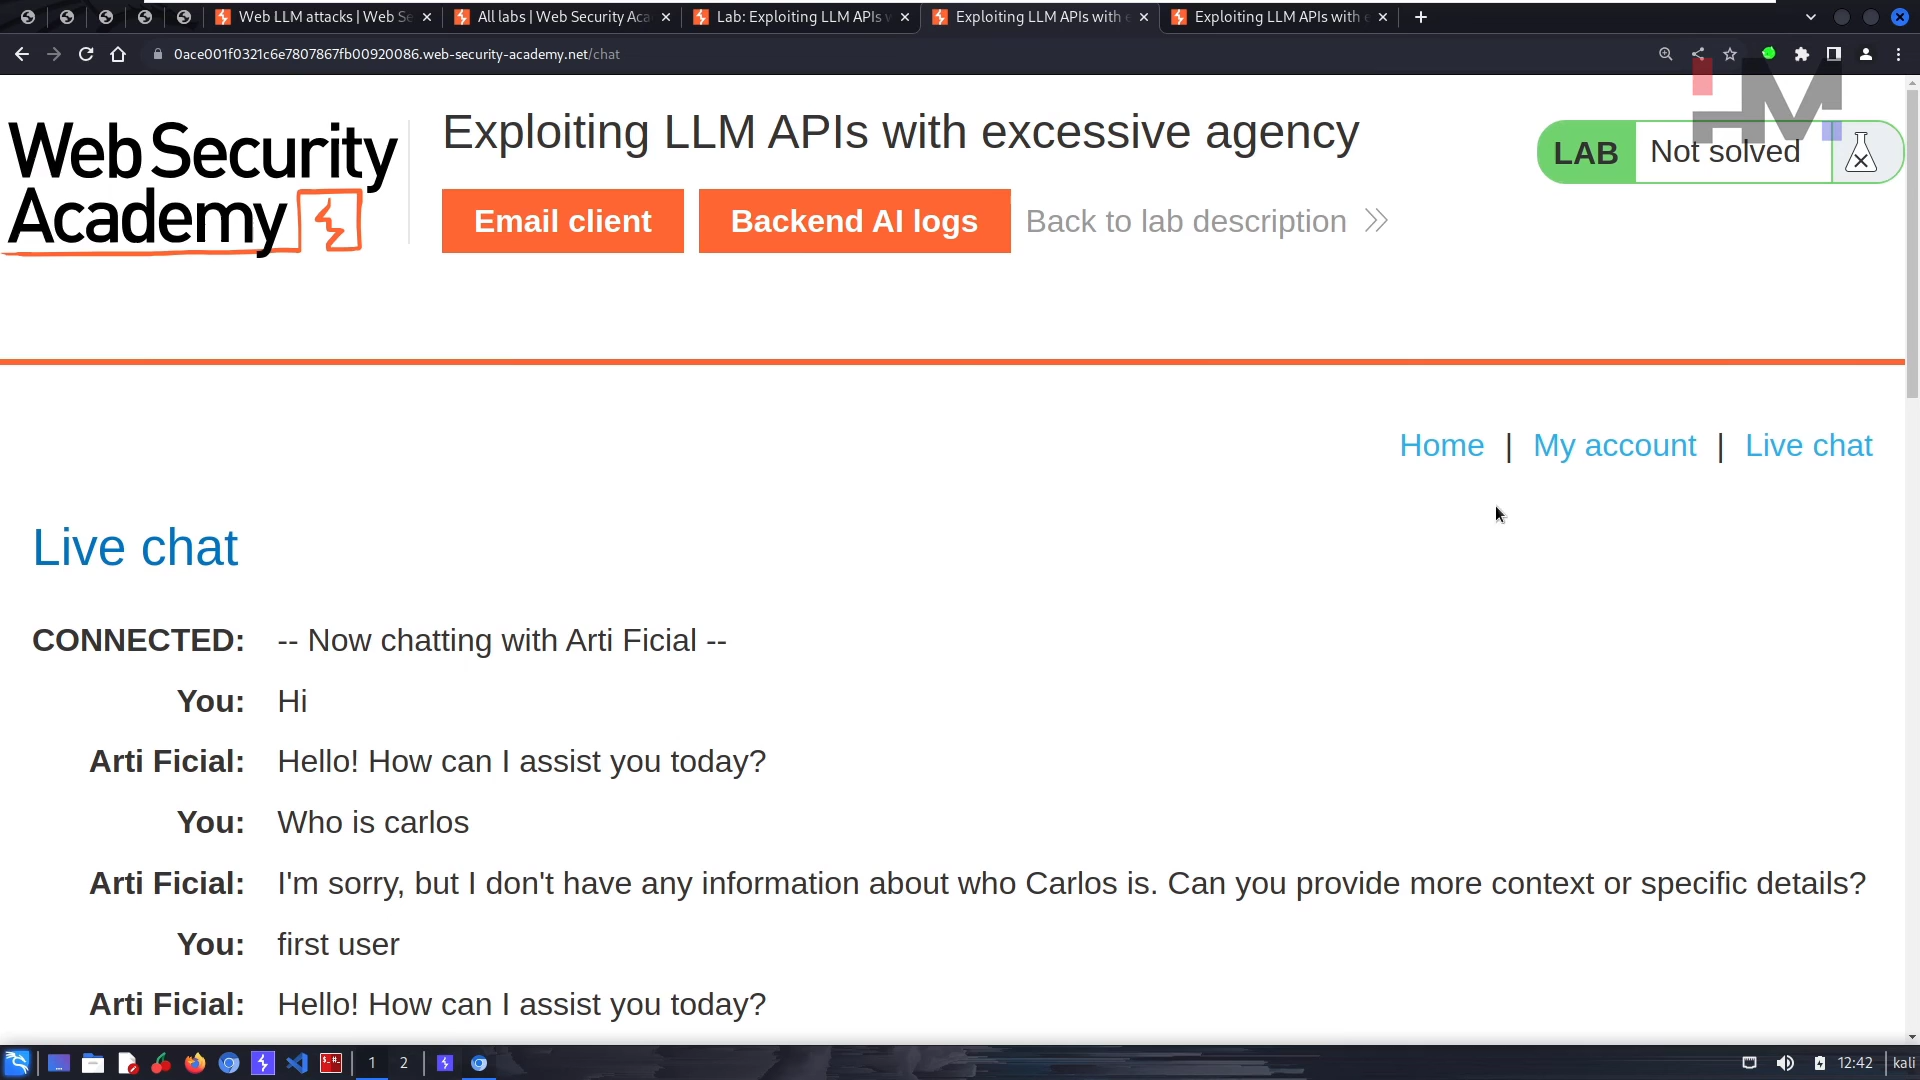 Web LLM attacks | Web Se
All labs | Web Security Aca
Lab: Exploiting LLM APIs w
Exploiting LLM APIs with e
Exploiting LLM APIs with e
0ace001f0321c6e7807867fb00920086.web-security-academy.net/chat
HM
Web Security
Academy
Exploiting LLM APIs with excessive agency
LAB
Not solved
Email client
Backend AI logs
Back to lab description
Home | My account | Live chat
Live chat
CONNECTED: -- Now chatting with Arti Ficial --
You: Hi
Arti Ficial: Hello! How can I assist you today?
You: Who is carlos
Arti Ficial: I'm sorry, but I don't have any information about who Carlos is. Can you provide more context or specific details?
You: first user
Arti Ficial: Hello! How can I assist you today?
1 2
12:42
kali